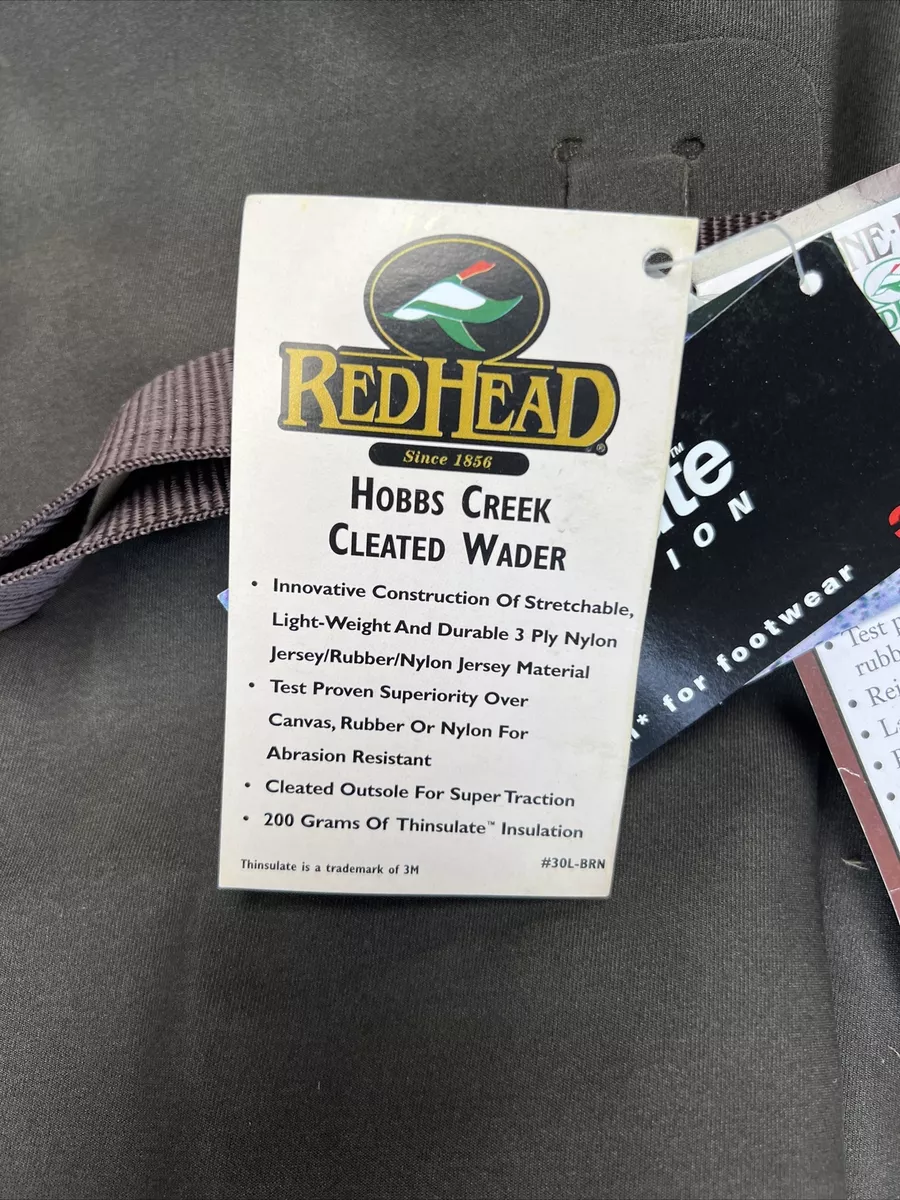 REDHEAD®
Since 1856
HOBBS CREEK
CLEATED WADER
• Innovative Construction Of Stretchable,
Light-Weight And Durable 3 Ply Nylon
Jersey/Rubber/Nylon Jersey Material
• Test Proven Superiority Over
Canvas, Rubber Or Nylon For
Abrasion Resistant
• Cleated Outsole For Super Traction
• 200 Grams Of Thinsulate™ Insulation
Thinsulate is a trademark of 3M
#30L-BRN
™
for footwear
• Test